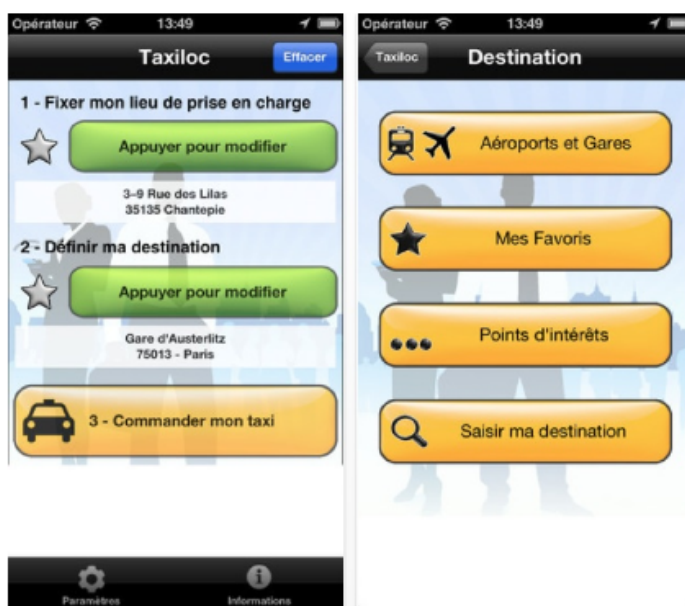 Opérateur 13:49
Taxiloc
Effacer
1 - Fixer mon lieu de prise en charge
Appuyer pour modifier
3-9 Rue des Lilas
35135 Chantepie
2 - Définir ma destination
Appuyer pour modifier
Gare d'Austerlitz
75013 - Paris
3 - Commander mon taxi
Paramètres
Informations
Opérateur 13:49
Taxiloc
Destination
Aéroports et Gares
Mes Favoris
Points d'intérêts
Saisir ma destination